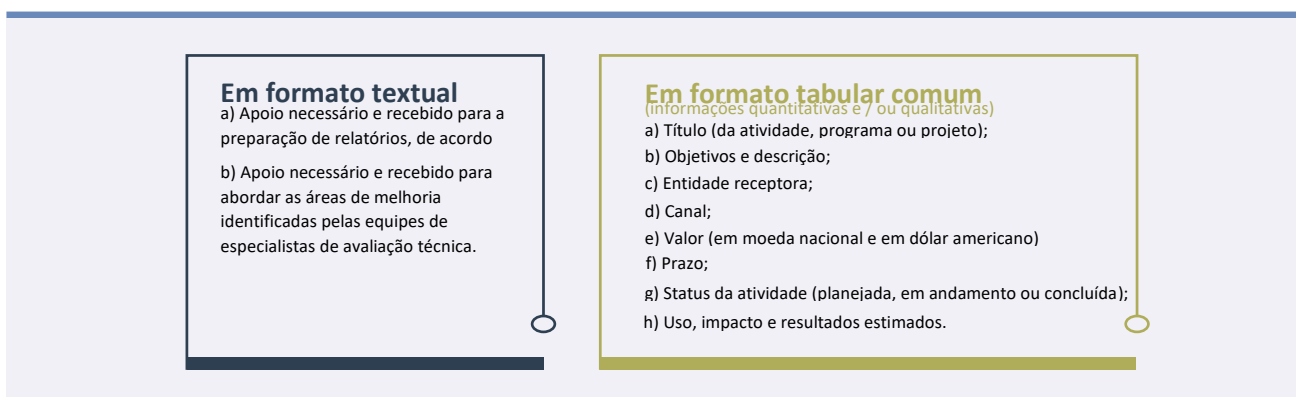 Em formato textual
a) Apoio necessário e recebido para a
preparação de relatórios, de acordo
b) Apoio necessário e recebido para
abordar as áreas de melhoria
identificadas pelas equipes de
especialistas de avaliação técnica.
Em formato tabular comum
(informações quantitativas e / ou qualitativas)
a) Título (da atividade, programa ou projeto);
b) Objetivos e descrição;
c) Entidade receptora;
d) Canal;
e) Valor (em moeda nacional e em dólar americano)
f) Prazo;
g) Status da atividade (planejada, em andamento ou concluída);
h) Uso, impacto e resultados estimados.